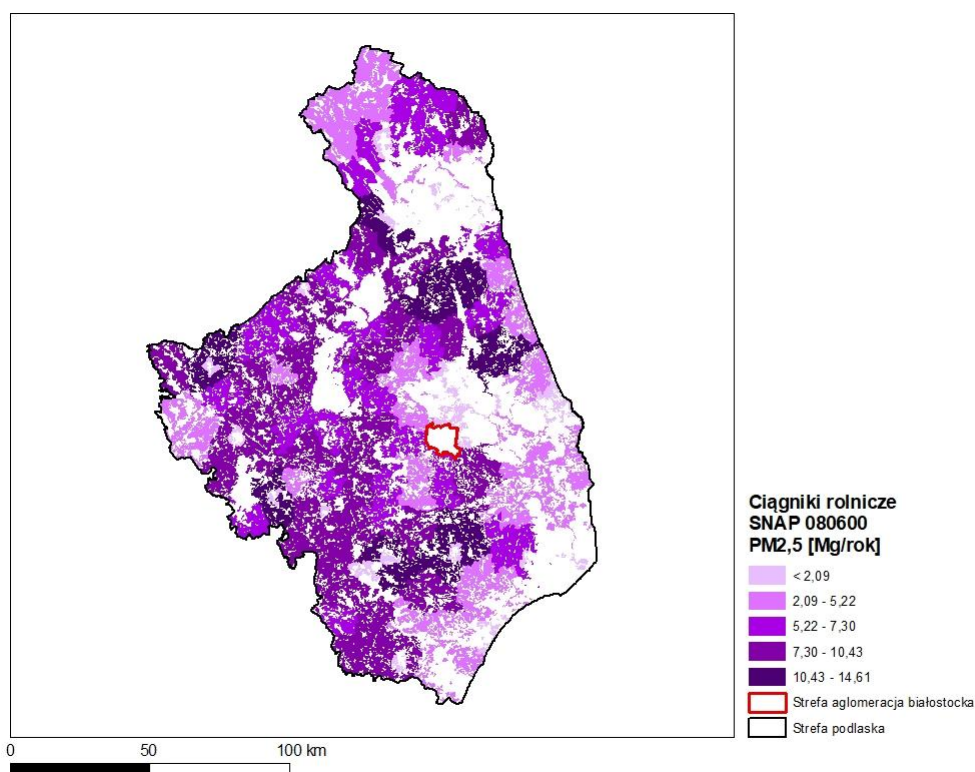 Ciągniki rolnicze
SNAP 080600
PM2,5 [Mg/rok]
< 2,09
2,09 - 5,22
5,22 - 7,30
7,30 - 10,43
10,43 - 14,61
Strefa aglomeracja białostocka
Strefa podlaska
0 50 100 km